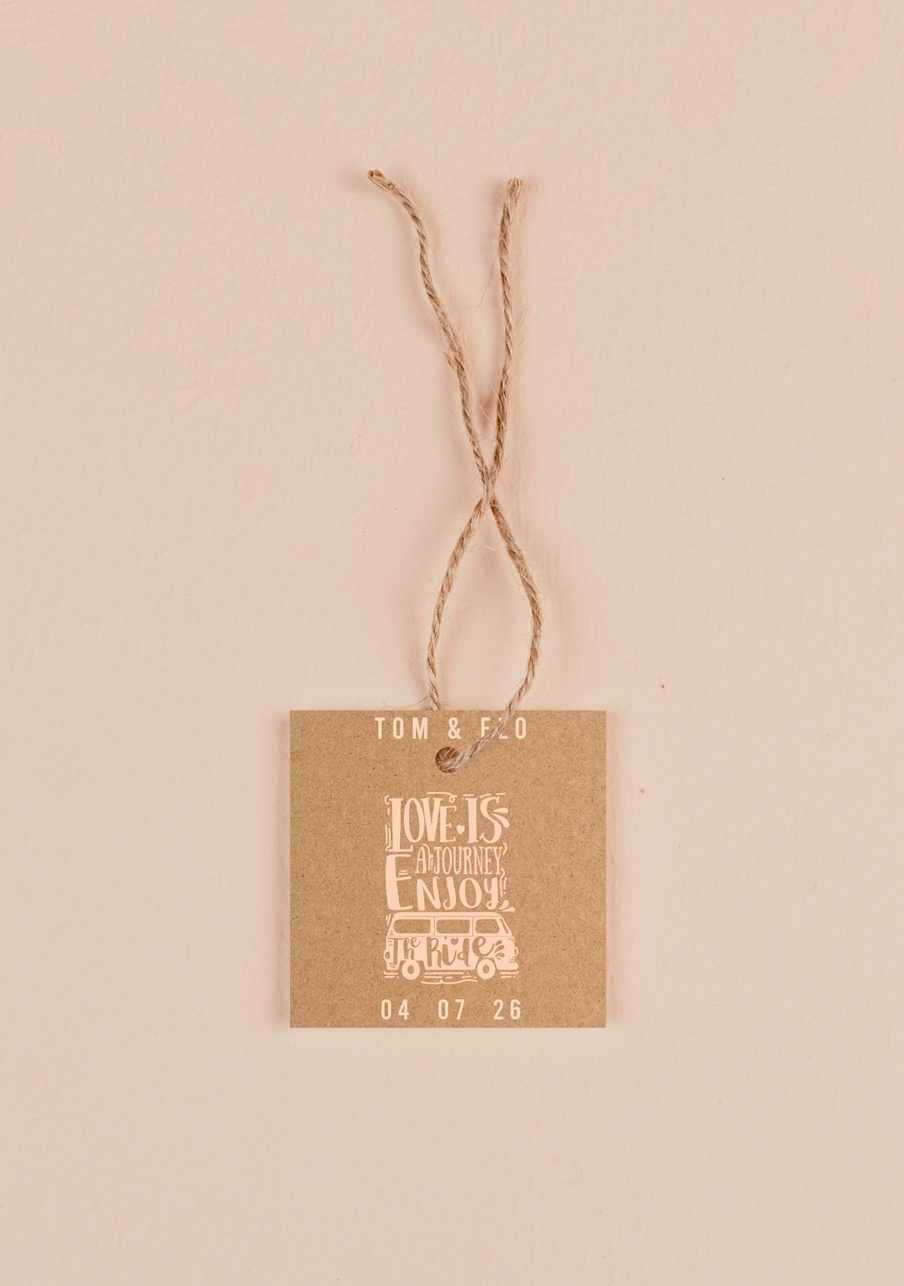 TOM & FLO
LOVE IS
A JOURNEY,
ENJOY!
The Ride
04 07 26